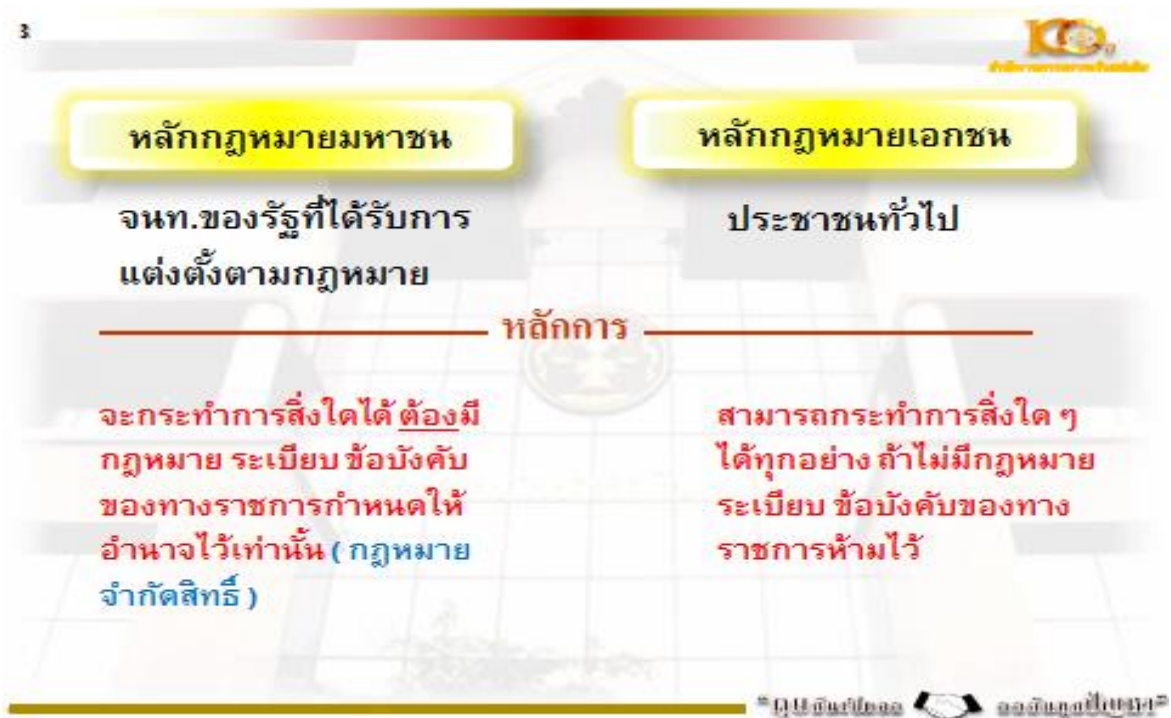 3
หลักกฎหมายมหาชน
จนท.ของรัฐที่ได้รับการ
แต่งตั้งตามกฎหมาย
หลักกฎหมายเอกชน
ประชาชนทั่วไป
หลักการ
จะกระทำการสิ่งใดได้ ต้องมี
กฎหมาย ระเบียบ ข้อบังคับ
ของทางราชการกำหนดให้
อำนาจไว้เท่านั้น ( กฎหมาย
จำกัดสิทธิ์ )
สามารถกระทำการสิ่งใด ๆ
ได้ทุกอย่าง ถ้าไม่มีกฎหมาย
ระเบียบ ข้อบังคับของทาง
ราชการห้ามไว้